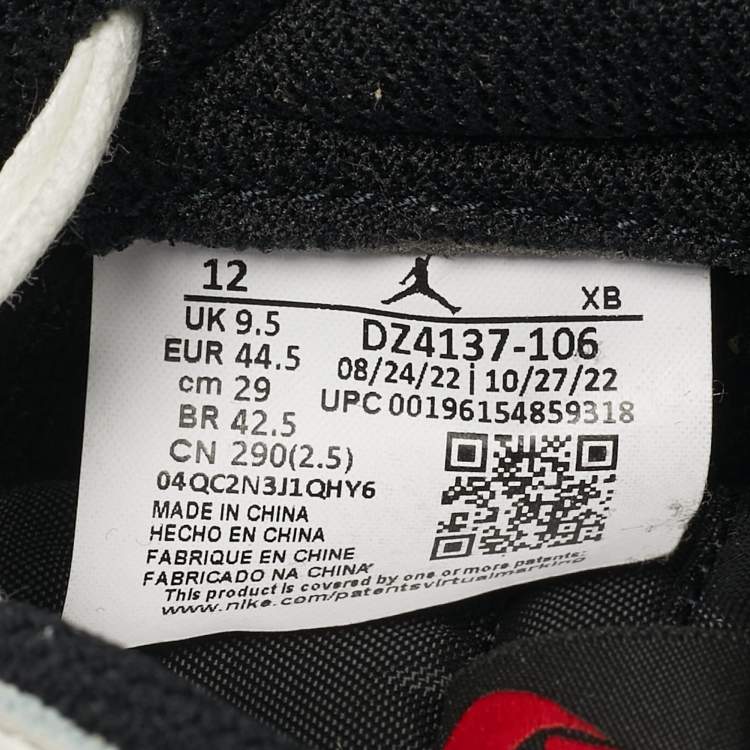 12
XB
UK 9.5
EUR 44.5
cm 29
BR 42.5
CN 290(2.5)
DZ4137-106
08/24/22 | 10/27/22
UPC 00196154859318
04QC2N3J1QHY6
MADE IN CHINA
HECHO EN CHINA
FABRIQUE EN CHINE
FABRICADO NA CHINA
This product is covered by one or more patents:
www.nike.com/patentsvirtualmarking